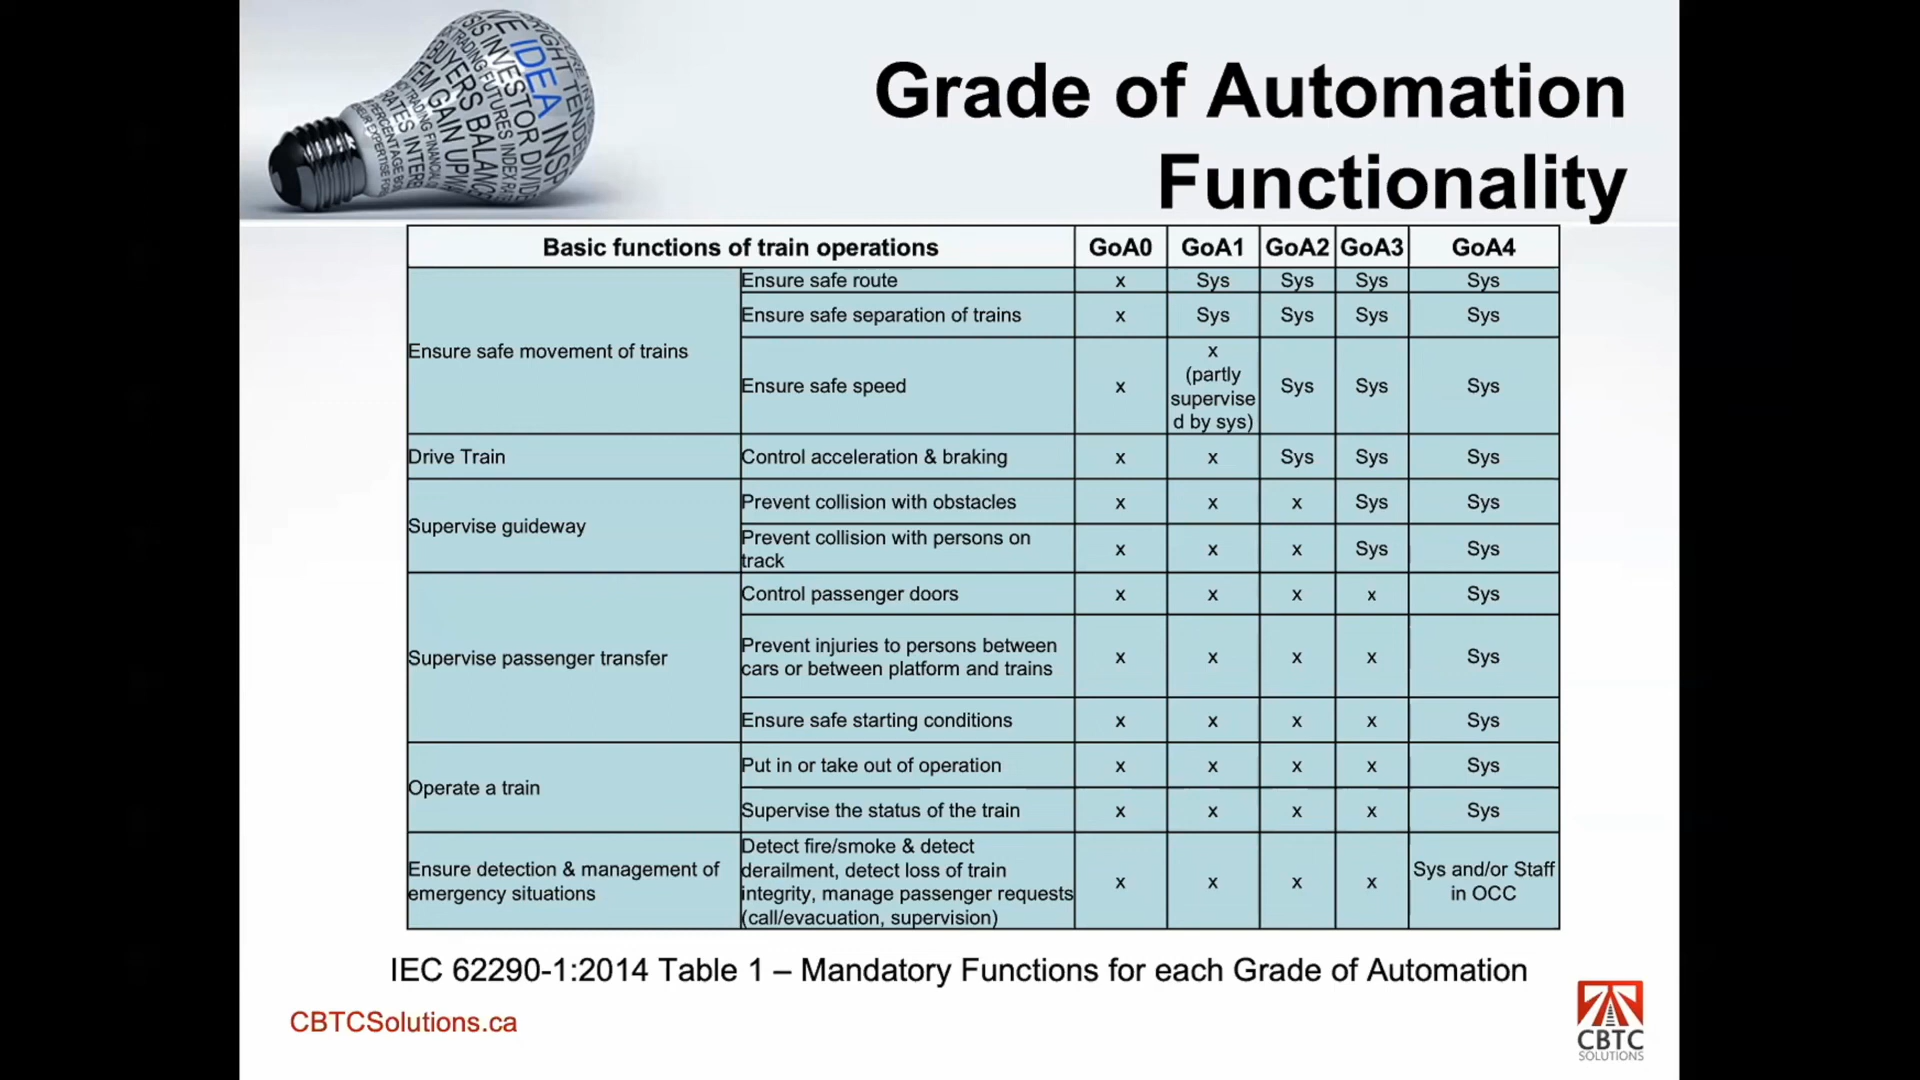 IDEA
Grade of Automation
Functionality
Basic functions of train operations GoA0 GoA1 GoA2 GoA3 GoA4
Ensure safe movement of trains
Ensure safe route x Sys Sys Sys Sys
Ensure safe separation of trains x Sys Sys Sys Sys
Ensure safe speed x x
(partly
supervise
d by sys) Sys Sys Sys
Drive Train Control acceleration & braking x x Sys Sys Sys
Supervise guideway
Prevent collision with obstacles x x x Sys Sys
Prevent collision with persons on
track x x x Sys Sys
Supervise passenger transfer
Control passenger doors x x x x Sys
Prevent injuries to persons between
cars or between platform and trains x x x x Sys
Ensure safe starting conditions x x x x Sys
Operate a train
Put in or take out of operation x x x x Sys
Supervise the status of the train x x x x Sys
Ensure detection & management of
emergency situations
Detect fire/smoke & detect
derailment, detect loss of train
integrity, manage passenger requests
(call/evacuation, supervision) x x x x Sys and/or Staff
in OCC
IEC 62290-1:2014 Table 1 – Mandatory Functions for each Grade of Automation
CBTCSolutions.ca
CBTC
SOLUTIONS